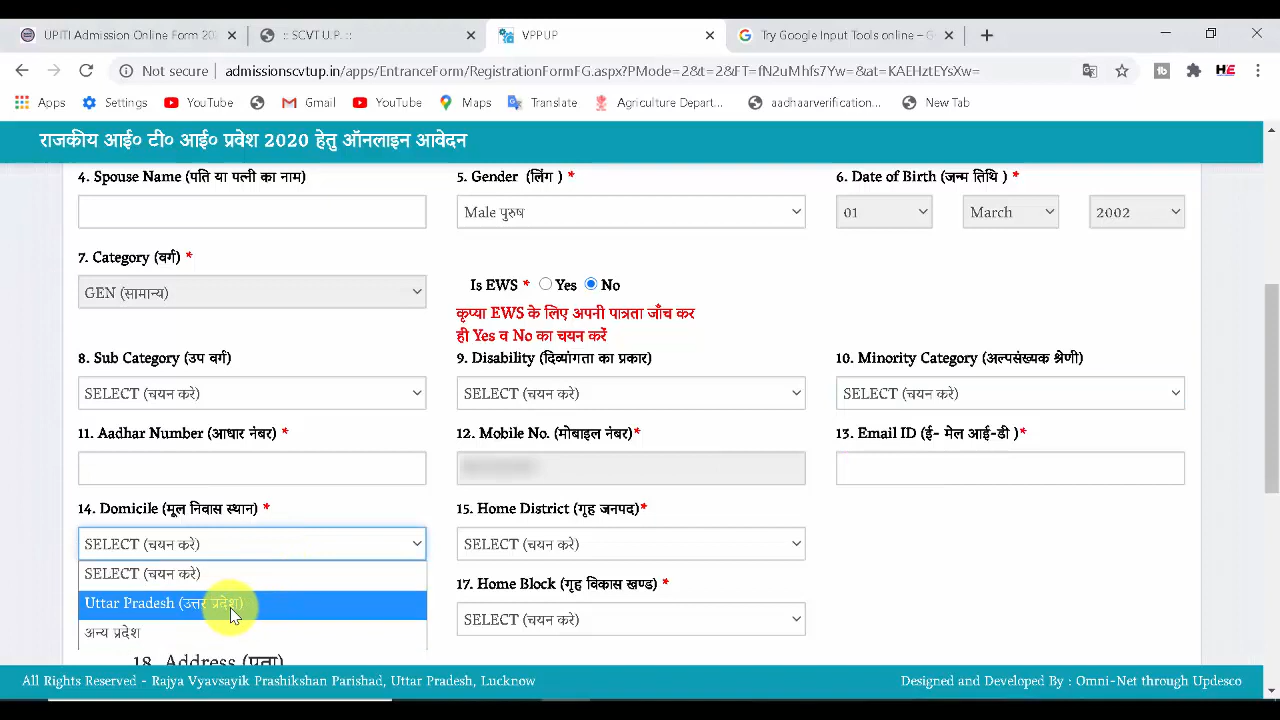 UPITI Admission Online Form 202
:: SCVT U.P. ::
VPPUP
Try Google Input Tools online – G
Not secure
admissionscvtup.in/apps/EntranceForm/RegistrationFormFG.aspx?PMode=2&t=2&FT=fN2uMhfs7Yw=&at=KAEHztEYsXw=
Apps Settings YouTube Gmail YouTube Maps Translate Agriculture Depart... aadhaarverification... New Tab
राजकीय आई० टी० आई० प्रवेश 2020 हेतु ऑनलाइन आवेदन
4. Spouse Name (पति या पत्नी का नाम) 5. Gender (लिंग ) * 6. Date of Birth (जन्म तिथि ) *
Male पुरुष 01 March 2002
7. Category (वर्ग) *
GEN (सामान्य) Is EWS * Yes No
कृप्या EWS के लिए अपनी पात्रता जाँच कर
ही Yes व No का चयन करें
8. Sub Category (उप वर्ग) 9. Disability (दिव्यांगता का प्रकार) 10. Minority Category (अल्पसंख्यक श्रेणी)
SELECT (चयन करे) SELECT (चयन करे) SELECT (चयन करे)
11. Aadhar Number (आधार नंबर) * 12. Mobile No. (मोबाइल नंबर)* 13. Email ID (ई- मेल आई-डी )*
14. Domicile (मूल निवास स्थान) * 15. Home District (गृह जनपद)*
SELECT (चयन करे) SELECT (चयन करे)
SELECT (चयन करे) 17. Home Block (गृह विकास खण्ड) *
Uttar Pradesh (उत्तर प्रदेश) SELECT (चयन करे)
अन्य प्रदेश
18. Address (पता)
All Rights Reserved - Rajya Vyavsayik Prashikshan Parishad, Uttar Pradesh, Lucknow Designed and Developed By : Omni-Net through Updesco